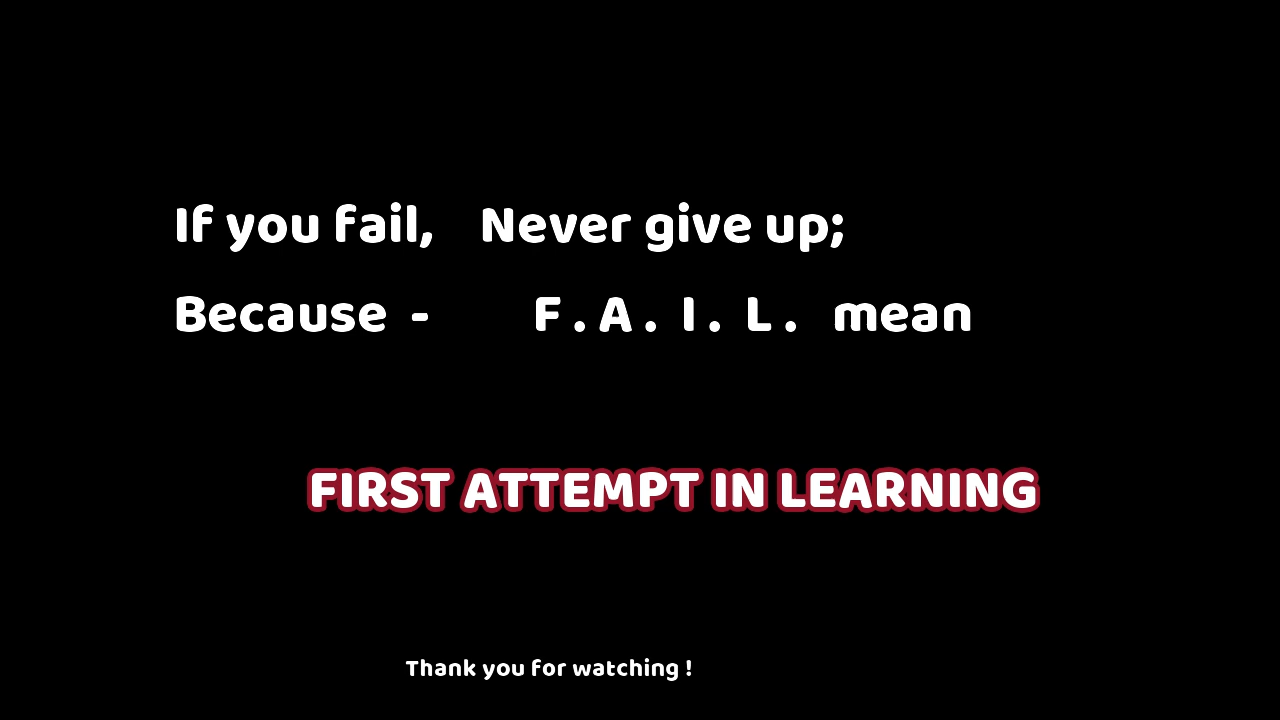 If you fail, Never give up;
Because - F . A . I . L . mean
FIRST ATTEMPT IN LEARNING
Thank you for watching !